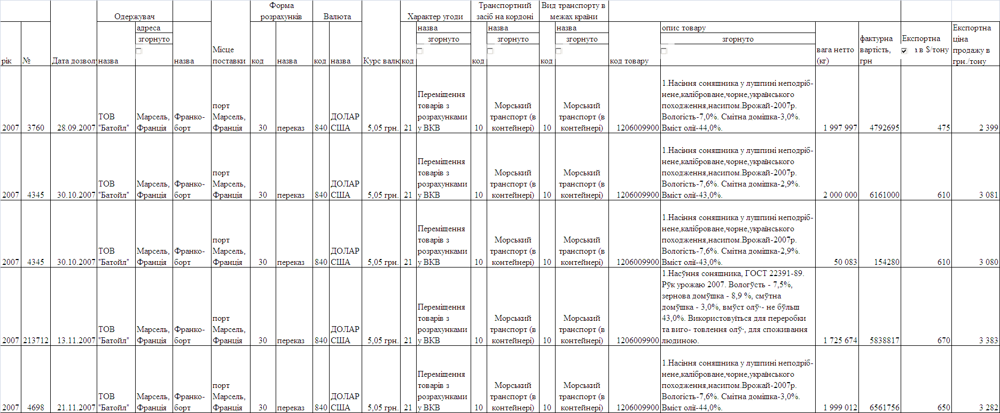 Одержувач
Форма
розрахунків
Валюта
Характер угоди
Транспортний
засіб на кордоні
Вид транспорту в
межах країни
рік
№
Дата дозвол
назва
адреса
згорнуто
назва
Місце
поставки
код
назва
код
назва
Курс валю
код
назва
згорнуто
код
назва
згорнуто
код
назва
згорнуто
код товару
опис товару
згорнуто
вага нетто
(кг)
фактурна
вартість,
грн
Експортна
в $/тону
Експортна
ціна
продажу в
грн./тону
2007
3760
28.09.2007
ТОВ
"Батойл"
Марсель,
Франція
Франко-
борт
порт
Марсель,
Франція
30
переказ
840
ДОЛАР
США
5,05 грн.
21
Переміщення
товарів з
розрахунками
у ВКВ
10
Морський
транспорт (в
контейнері)
10
Морський
транспорт (в
контейнері)
1206009900
1.Насіння соняшника у лушпині неподріб-
нене,каліброване,чорне,українського
походження,насипом.Врожай-2007р.
Вологість-7,0%. Смітна домішка-3,0%.
Вміст олії-44,0%.
1 997 997
4792695
475
2 399
2007
4345
30.10.2007
ТОВ
"Батойл"
Марсель,
Франція
Франко-
борт
порт
Марсель,
Франція
30
переказ
840
ДОЛАР
США
5,05 грн.
21
Переміщення
товарів з
розрахунками
у ВКВ
10
Морський
транспорт (в
контейнері)
10
Морський
транспорт (в
контейнері)
1206009900
1.Насіння соняшника у лушпині неподріб-
нене,каліброване,чорне,українського
походження,насипом.Врожай-2007р.
Вологість-7,6%. Смітна домішка-2,9%.
Вміст олії-43,0%.
2 000 000
6161000
610
3 081
2007
4345
30.10.2007
ТОВ
"Батойл"
Марсель,
Франція
Франко-
борт
порт
Марсель,
Франція
30
переказ
840
ДОЛАР
США
5,05 грн.
21
Переміщення
товарів з
розрахунками
у ВКВ
10
Морський
транспорт (в
контейнері)
10
Морський
транспорт (в
контейнері)
1206009900
1.Насіння соняшника у лушпині неподріб-
нене,каліброване,чорне,українського
походження,насипом.Врожай-2007р.
Вологість-7,6%. Смітна домішка-2,9%.
Вміст олії-43,0%.
50 083
154280
610
3 080
2007
213712
13.11.2007
ТОВ
"Батойл"
Марсель,
Франція
Франко-
борт
порт
Марсель,
Франція
30
переказ
840
ДОЛАР
США
5,05 грн.
21
Переміщення
товарів з
розрахунками
у ВКВ
10
Морський
транспорт (в
контейнері)
10
Морський
транспорт (в
контейнері)
1206009900
1.Насўння соняшника, ГОСТ 22391-89.
Рўк урожаю 2007. Вологўсть - 7,5%,
зернова домўшка - 8,9 %, смўтна
домўшка - 3,0%, вмўст олў·- не бўльш
43,0%. Використовуїться для переробки
та виго- товлення олў·, для споживання
людиною.
1 725 674
5838817
670
3 383
2007
4698
21.11.2007
ТОВ
"Батойл"
Марсель,
Франція
Франко-
борт
порт
Марсель,
Франція
30
переказ
840
ДОЛАР
США
5,05 грн.
21
Переміщення
товарів з
розрахунками
у ВКВ
10
Морський
транспорт (в
контейнері)
10
Морський
транспорт (в
контейнері)
1206009900
1.Насіння соняшника у лушпині неподріб-
нене,каліброване,чорне,українського
походження,насипом.Врожай-2007р.
Вологість-7,6%. Смітна домішка-3,0%.
Вміст олії-44,0%.
1 999 012
6561756
650
3 282